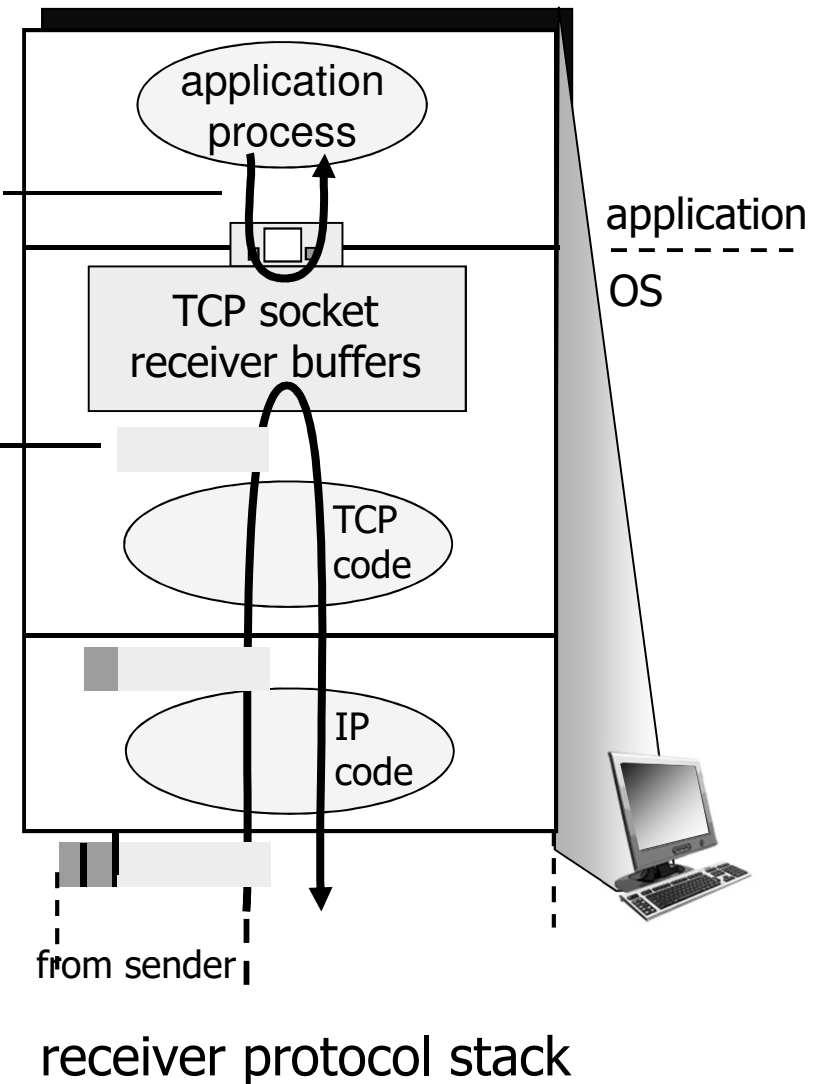 application
process
application
OS
TCP socket
receiver buffers
TCP
code
IP
code
from sender
receiver protocol stack